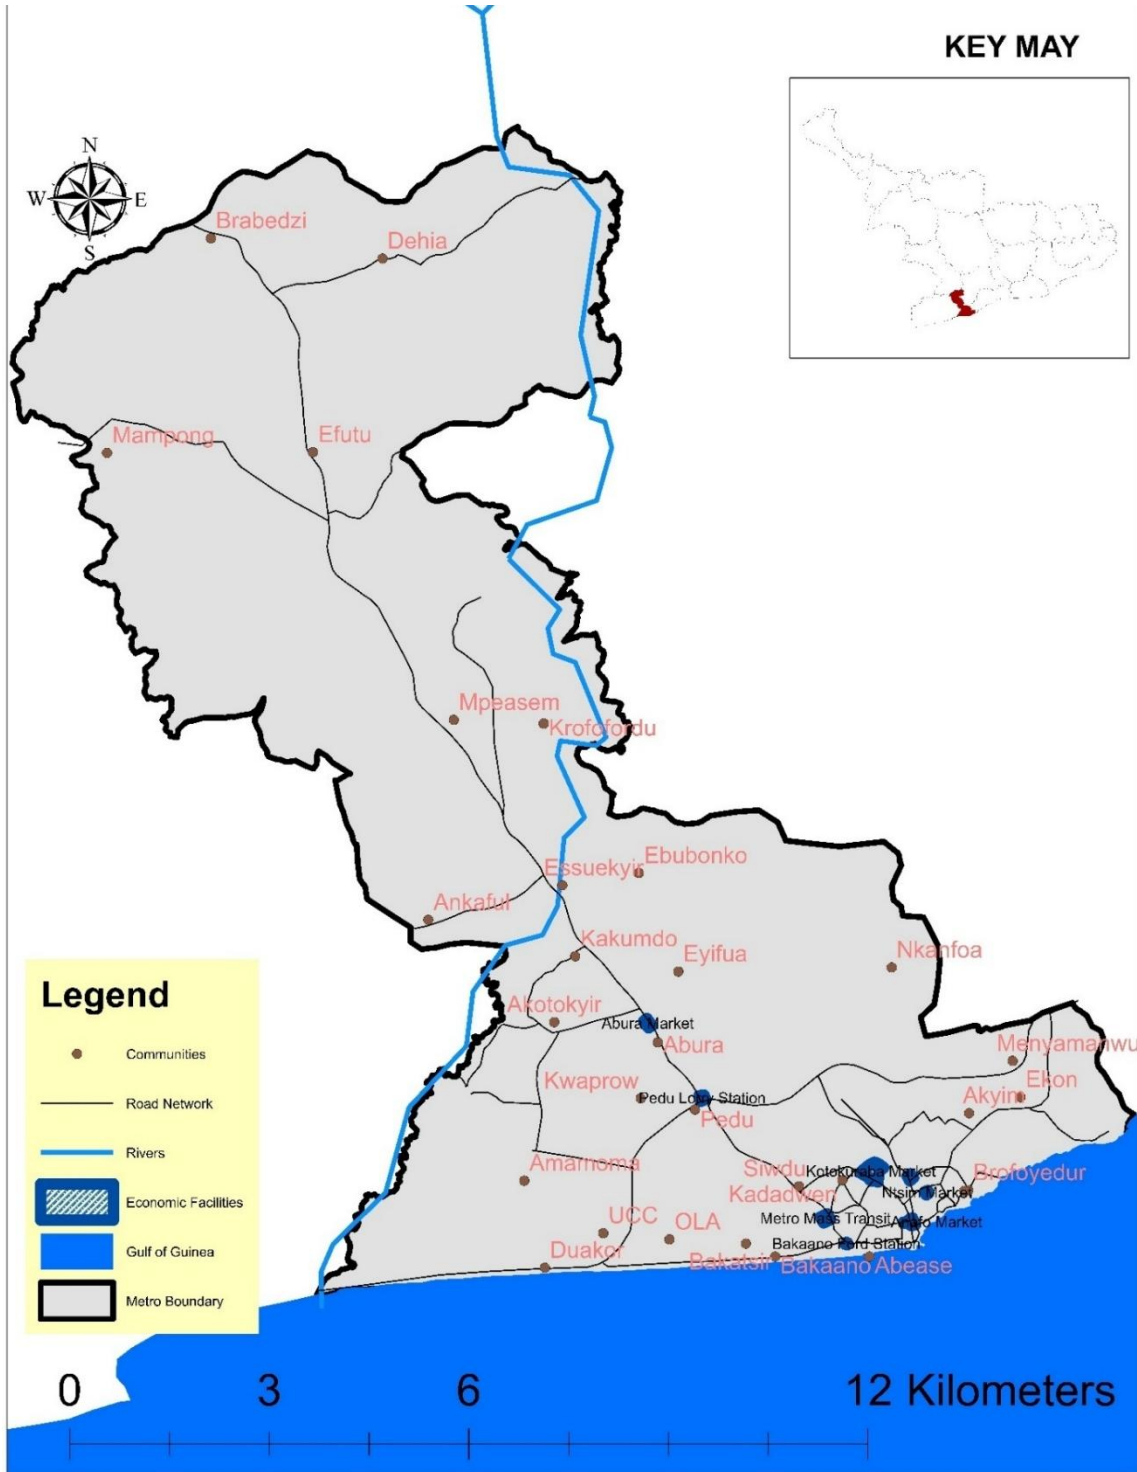 KEY MAY
N
W E
S
Brabedzi
Dehia
Mampong
Efutu
Mpeasem
Krofofordu
Essuekyir
Ebubonko
Ankaful
Kakumdo
Eyifua
Nkanfoa
Akotokyir
Abura Market
Abura
Menyamanwu
Kwaprow
Pedu Lorry Station
Pedu
Ekon
Akyim
Amamoma
Siwdu
Kotokuraba Market
Brofoyedur
Kadadwen
Ntsim Market
UCC
OLA
Metro Mass Transit
Anafo Market
Duakor
Bakaano Ford Station
Bakatsir
Bakaano
Abease
Legend
Communities
Road Network
Rivers
Economic Facilities
Gulf of Guinea
Metro Boundary
0 3 6 12 Kilometers